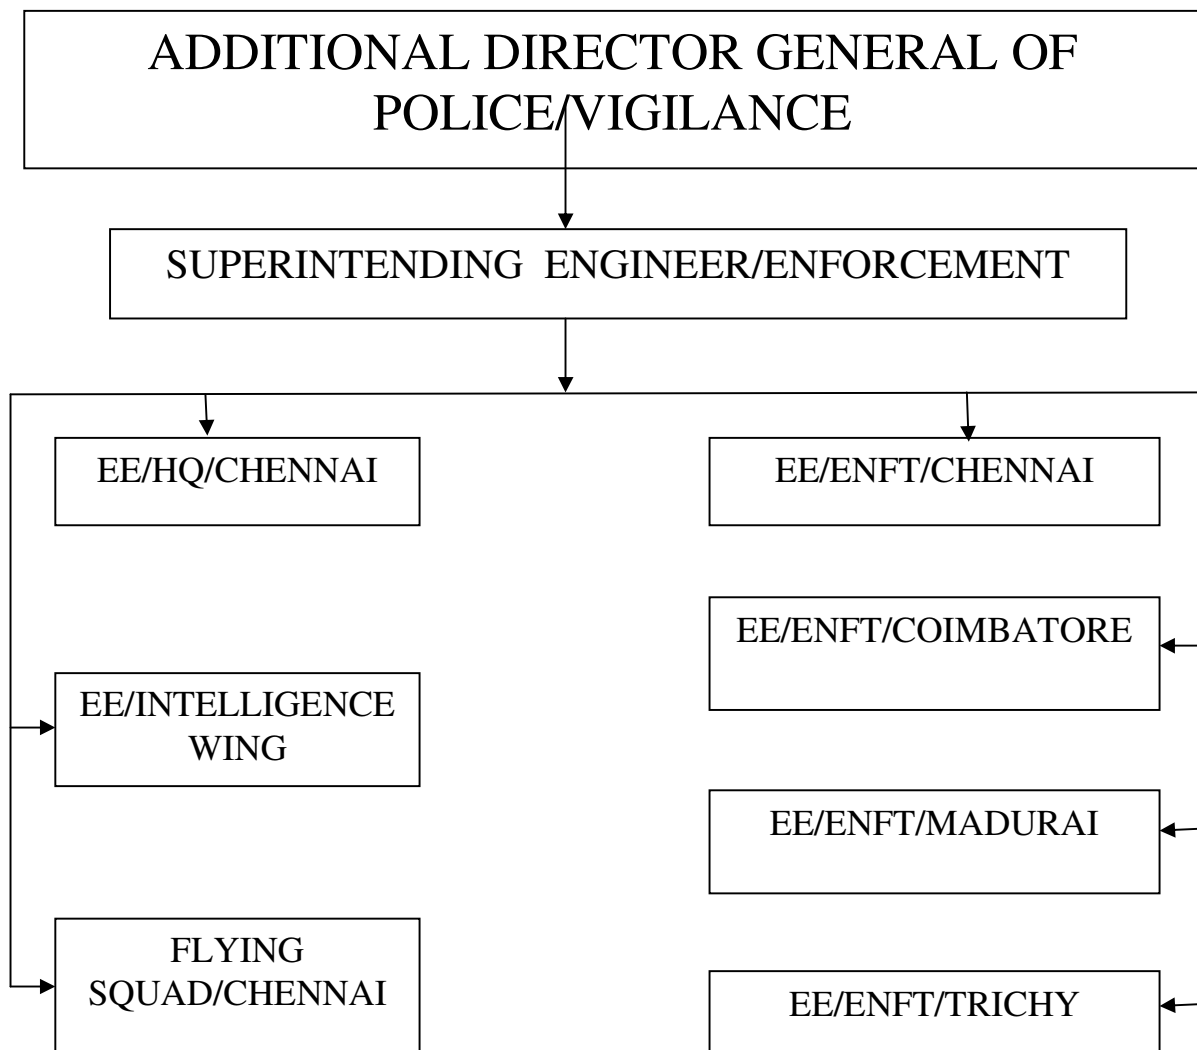 ADDITIONAL DIRECTOR GENERAL OF
POLICE/VIGILANCE
SUPERINTENDING ENGINEER/ENFORCEMENT
EE/HQ/CHENNAI
EE/ENFT/CHENNAI
EE/ENFT/COIMBATORE
EE/INTELLIGENCE
WING
EE/ENFT/MADURAI
FLYING
SQUAD/CHENNAI
EE/ENFT/TRICHY